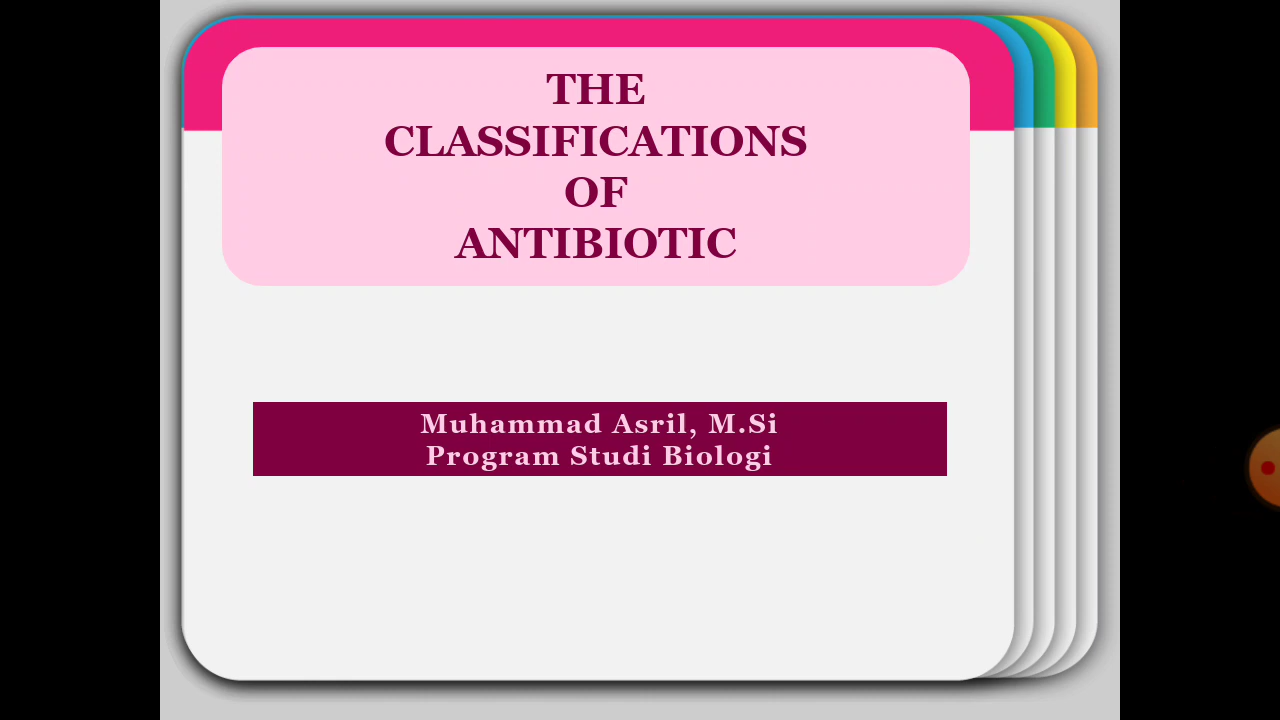 THE
CLASSIFICATIONS
OF
ANTIBIOTIC
Muhammad Asril, M.Si
Program Studi Biologi